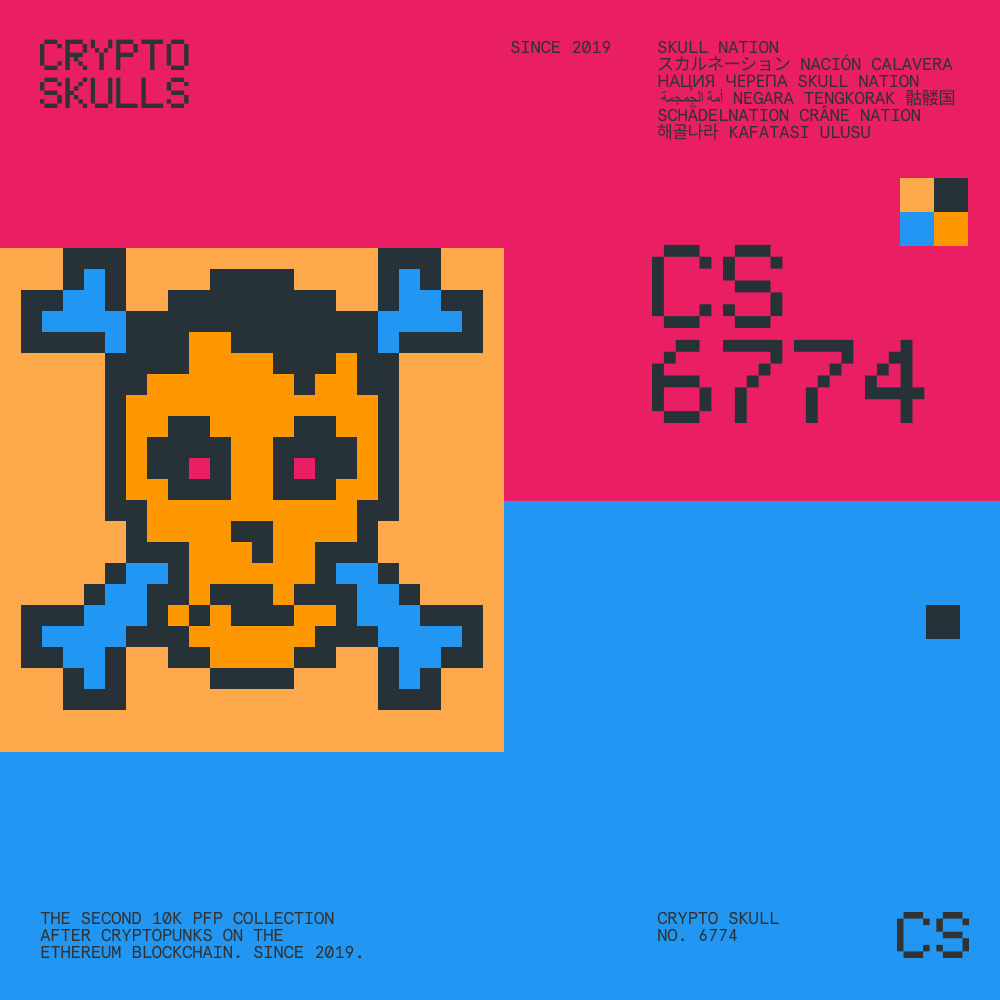 CRYPTO
SKULLS
SINCE 2019
SKULL NATION
スカルネーション NACIÓN CALAVERA
НАЦИЯ ЧЕРЕПА SKULL NATION
أمة الجمجمة NEGARA TENGKORAK 骷髅国
SCHÄDELNATION CRÂNE NATION
해골나라 KAFATASI ULUSU
CS
6774
THE SECOND 10K PFP COLLECTION
AFTER CRYPTOPUNKS ON THE
ETHEREUM BLOCKCHAIN. SINCE 2019.
CRYPTO SKULL
NO. 6774
CS